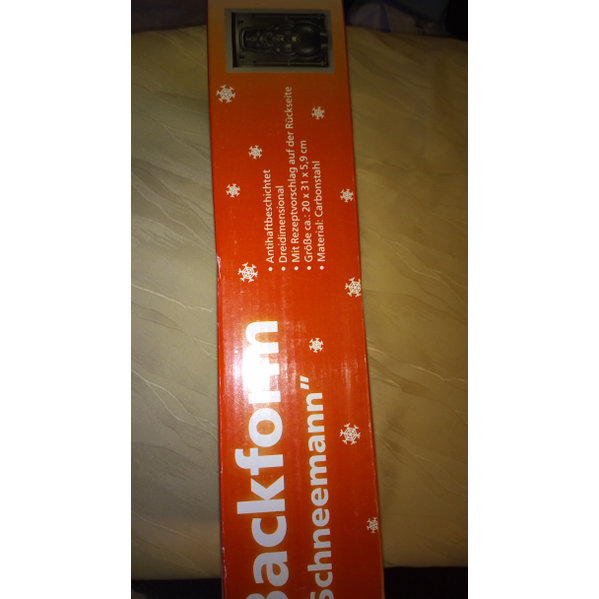 Backform
Schneemann”
• Antihaftbeschichtet
• Dreidimensional
• Mit Rezeptvorschlag auf der Rückseite
• Größe ca.: 20 x 31 x 5,9 cm
• Material: Carbonstahl